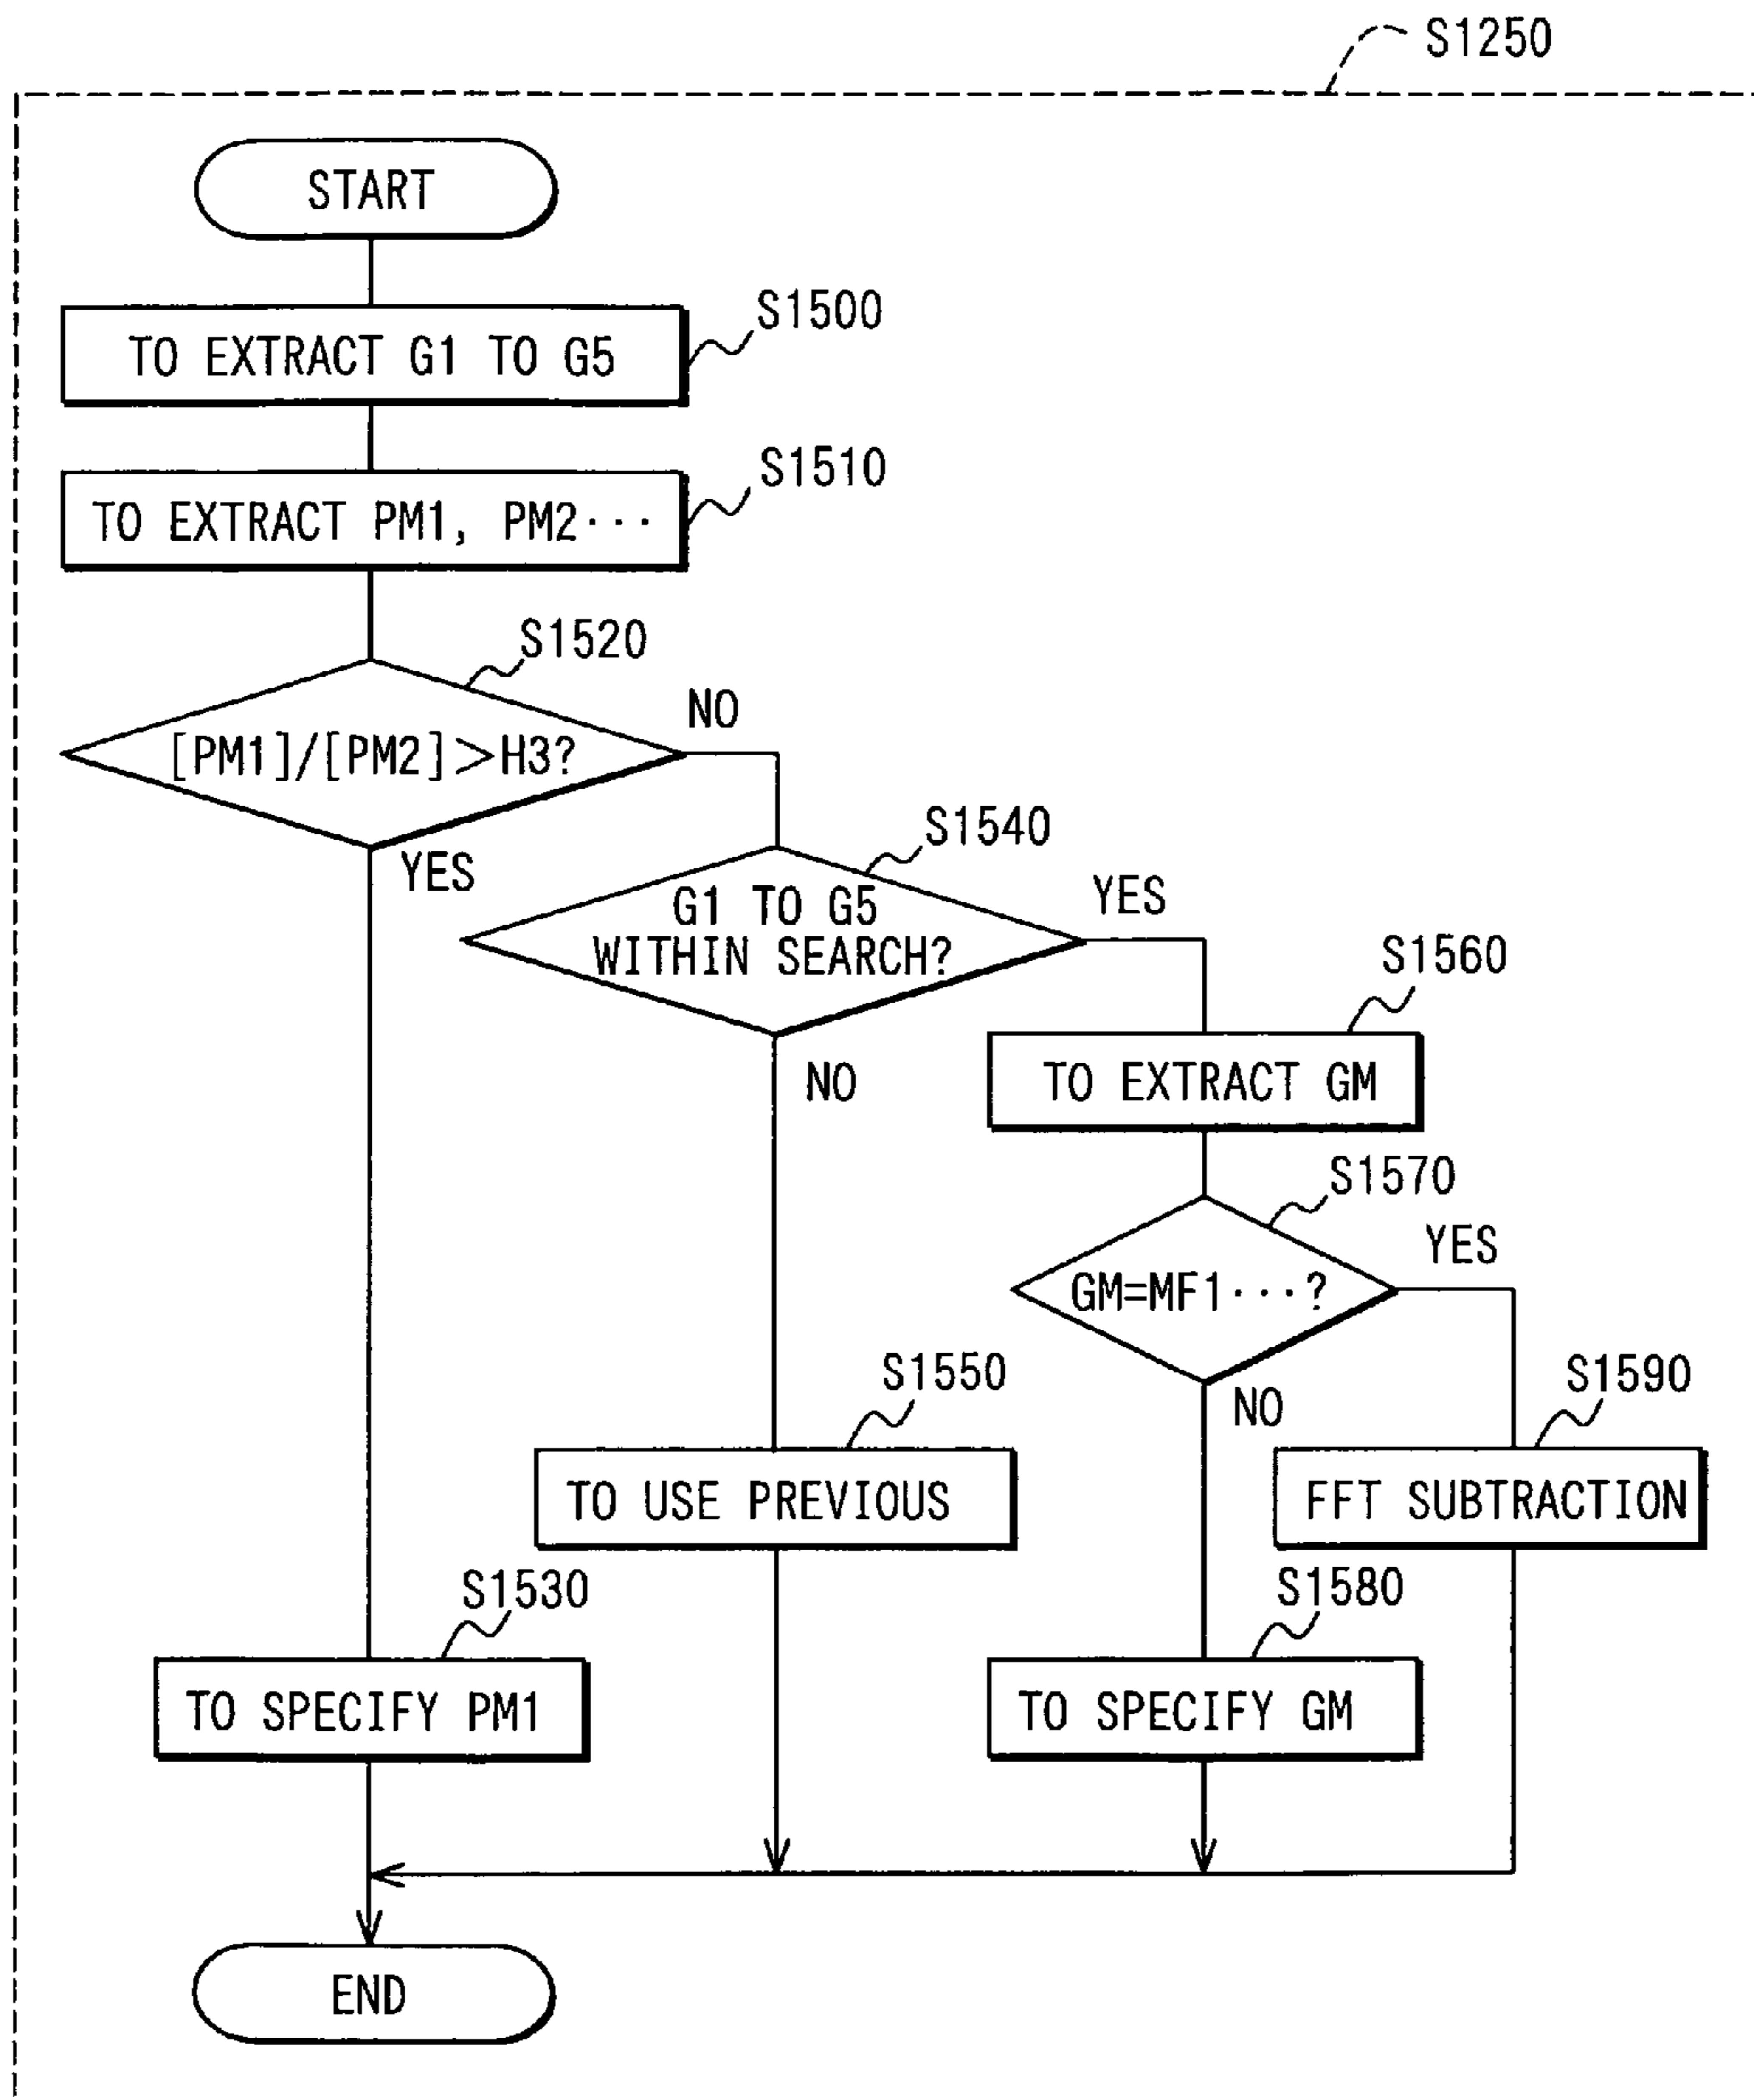 S1250
START
S1500
TO EXTRACT G1 TO G5
S1510
TO EXTRACT PM1, PM2···
S1520
[PM1]/[PM2]>H3?
NO
YES
S1540
G1 TO G5
WITHIN SEARCH?
YES
NO
S1560
TO EXTRACT GM
S1570
GM=MF1···?
YES
NO
S1550
TO USE PREVIOUS
S1590
FFT SUBTRACTION
S1530
TO SPECIFY PM1
S1580
TO SPECIFY GM
END